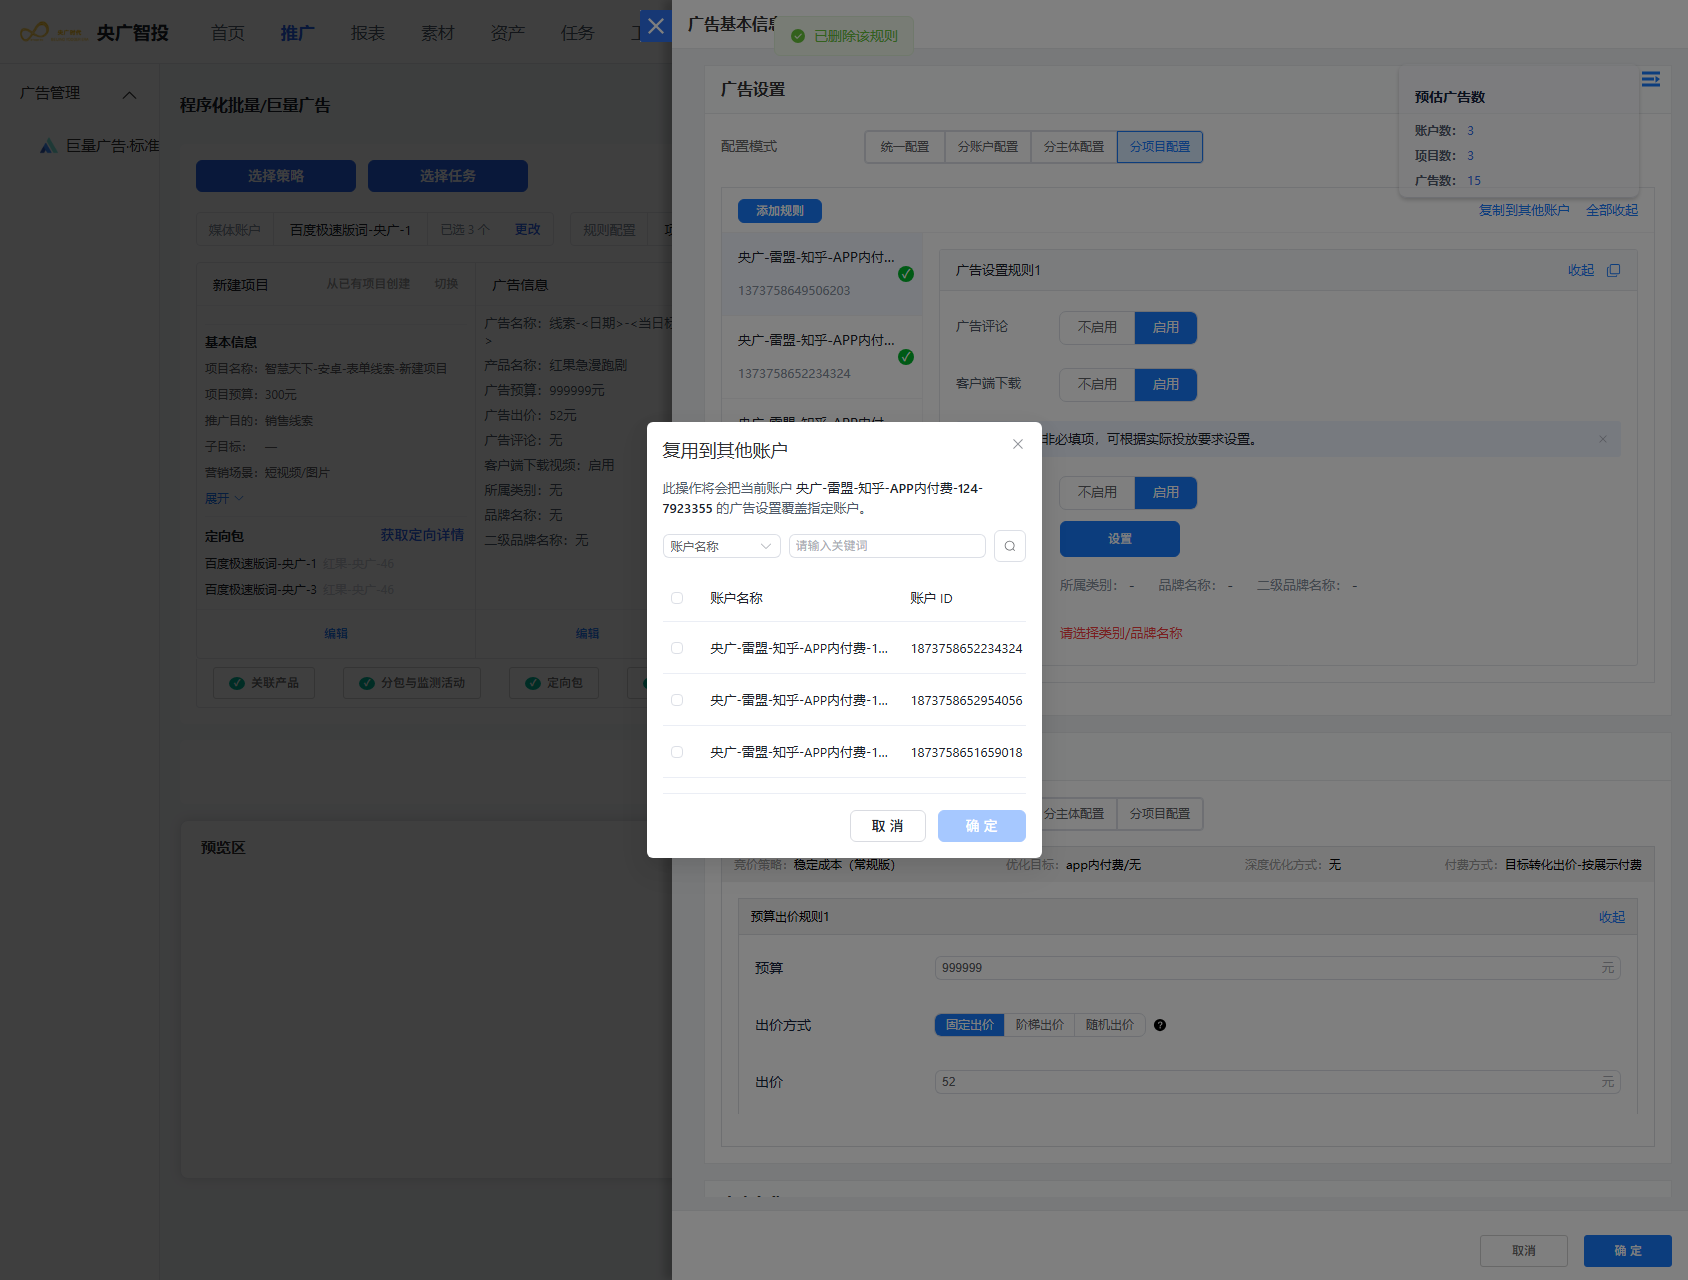 央广智投
首页
推广
报表
素材
资产
任务
广告管理
巨量广告·标准
程序化批量/巨量广告
选择策略
选择任务
媒体账户
百度极速版词-央广-1
已选 3 个
更改
规则配置
新建项目
从已有项目创建
切换
广告信息
基本信息
项目名称：智慧天下-安卓-表单线索-新建项目
项目预算：300元
推广目的：销售线索
子目标：—
营销场景：短视频/图片
展开
定向包
获取定向详情
百度极速版词-央广-1 红果-央广-46
百度极速版词-央广-3 红果-央广-46
编辑
广告名称：线索-<日期>-<当日标
>
产品名称：红果急漫跑剧
广告预算：999999元
广告出价：52元
广告评论：无
客户端下载视频：启用
所属类别：无
品牌名称：无
二级品牌名称：无
编辑
关联产品
分包与监测活动
定向包
预览区
广告基本信息
已删除该规则
广告设置
预估广告数
账户数：3
项目数：3
广告数：15
配置模式
统一配置
分账户配置
分主体配置
分项目配置
添加规则
复制到其他账户
全部收起
央广-雷盟-知乎-APP内付...
1373758649506203
央广-雷盟-知乎-APP内付...
1373758652234324
广告设置规则1
收起
广告评论
不启用
启用
客户端下载
不启用
启用
非必填项，可根据实际投放要求设置。
不启用
启用
设置
所属类别： -
品牌名称： -
二级品牌名称： -
请选择类别/品牌名称
复用到其他账户
此操作将会把当前账户 央广-雷盟-知乎-APP内付费-124-
7923355 的广告设置覆盖指定账户。
账户名称
请输入关键词
账户名称
账户 ID
央广-雷盟-知乎-APP内付费-1...
1873758652234324
央广-雷盟-知乎-APP内付费-1...
1873758652954056
央广-雷盟-知乎-APP内付费-1...
1873758651659018
取 消
确 定
分主体配置
分项目配置
竞价策略：稳定成本（常规版）
优化目标：app内付费/无
深度优化方式：无
付费方式：目标转化出价-按展示付费
预算出价规则1
收起
预算
999999
元
出价方式
固定出价
阶梯出价
随机出价
出价
52
元
取消
确 定